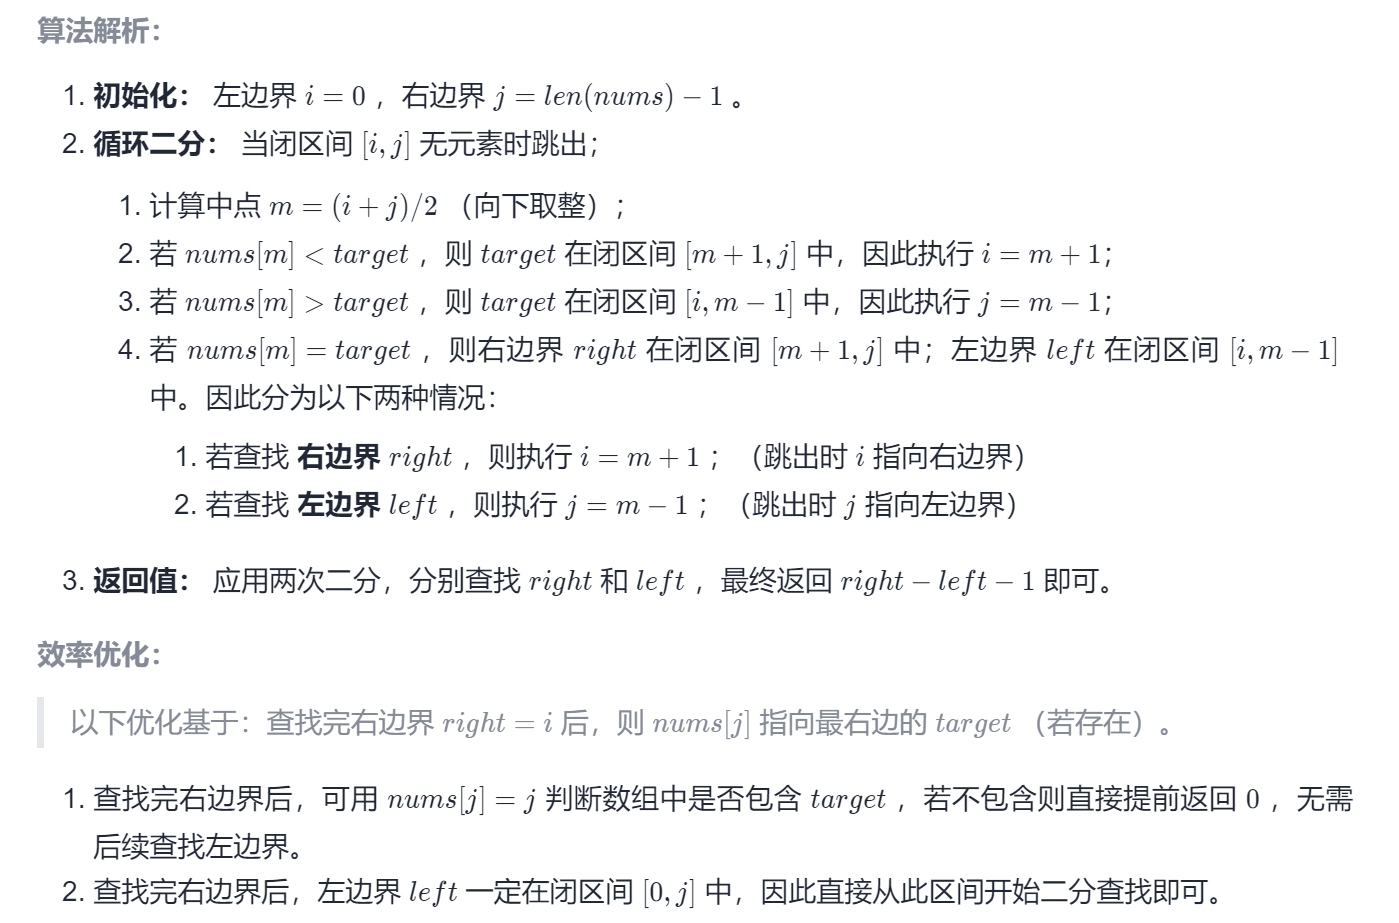 算法解析：
1. 初始化： 左边界 i = 0 ，右边界 j = len(nums) − 1 。
2. 循环二分： 当闭区间 [i, j] 无元素时跳出；
1. 计算中点 m = (i + j)/2 （向下取整）；
2. 若 nums[m] < target ，则 target 在闭区间 [m + 1, j] 中，因此执行 i = m + 1；
3. 若 nums[m] > target ，则 target 在闭区间 [i, m − 1] 中，因此执行 j = m − 1；
4. 若 nums[m] = target ，则右边界 right 在闭区间 [m + 1, j] 中；左边界 left 在闭区间 [i, m − 1]
中。因此分为以下两种情况：
1. 若查找 右边界 right ，则执行 i = m + 1 ；（跳出时 i 指向右边界）
2. 若查找 左边界 left ，则执行 j = m − 1 ；（跳出时 j 指向左边界）
3. 返回值： 应用两次二分，分别查找 right 和 left ，最终返回 right − left − 1 即可。
效率优化：
以下优化基于：查找完右边界 right = i 后，则 nums[j] 指向最右边的 target （若存在）。
1. 查找完右边界后，可用 nums[j] = j 判断数组中是否包含 target ，若不包含则直接提前返回 0 ，无需
后续查找左边界。
2. 查找完右边界后，左边界 left 一定在闭区间 [0, j] 中，因此直接从此区间开始二分查找即可。